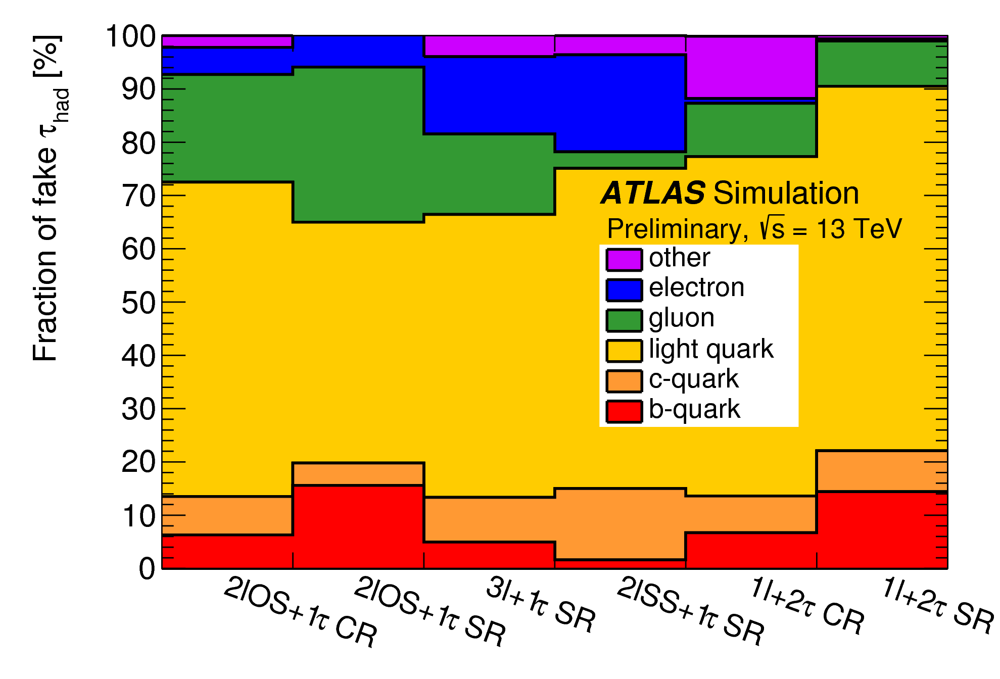 Fraction of fake τhad [%]
100
90
80
70
60
50
40
30
20
10
0
ATLAS Simulation
Preliminary, √s = 13 TeV
other
electron
gluon
light quark
c-quark
b-quark
2lOS+1τ CR
2lOS+1τ SR
3l+1τ SR
2lSS+1τ SR
1l+2τ CR
1l+2τ SR